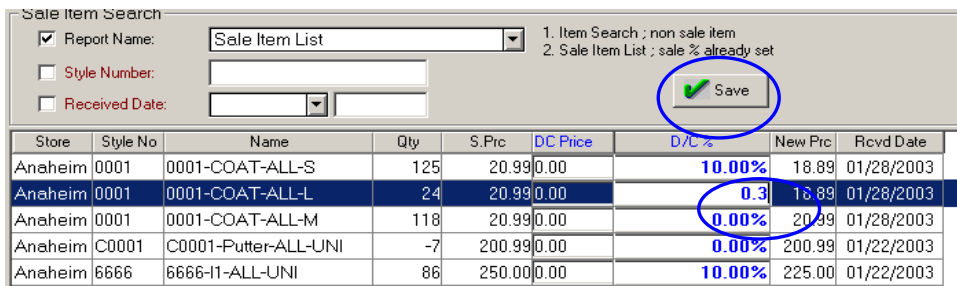 Sale Item Search
Report Name: Sale Item List
1. Item Search ; non sale item
2. Sale Item List ; sale % already set
Style Number:
Save
Received Date:
Store Style No Name Qty S.Prc DC Price D/C % New Prc Rcvd Date
Anaheim 0001 0001-COAT-ALL-S 125 20.99 0.00 10.00% 18.89 01/28/2003
Anaheim 0001 0001-COAT-ALL-L 24 20.99 0.00 0.3 18.89 01/28/2003
Anaheim 0001 0001-COAT-ALL-M 118 20.99 0.00 0.00% 20.99 01/28/2003
Anaheim C0001 C0001-Putter-ALL-UNI -7 200.99 0.00 0.00% 200.99 01/22/2003
Anaheim 6666 6666-I1-ALL-UNI 86 250.00 0.00 10.00% 225.00 01/22/2003